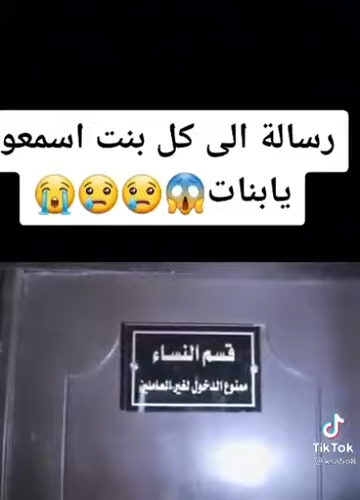 رسالة الى كل بنت اسمعو
يابنات😱😢😢😭
قسم النساء
ممنوع الدخول لغير العاملين
TikTok